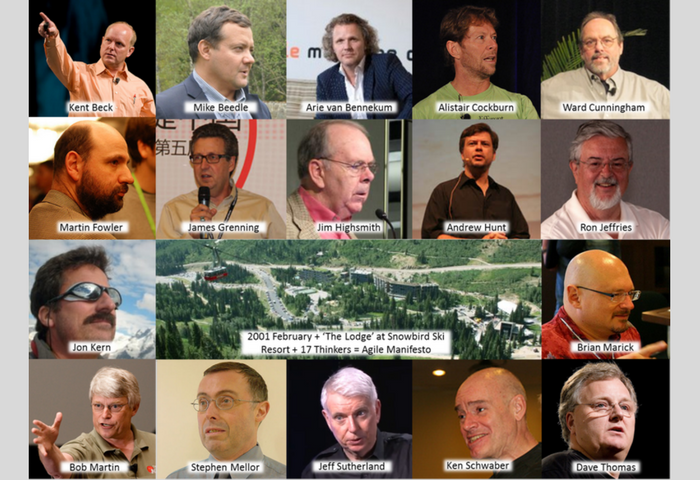 Kent Beck
Mike Beedle
Arie van Bennekum
Alistair Cockburn
Ward Cunningham
第五
Martin Fowler
James Grenning
Jim Highsmith
Andrew Hunt
Ron Jeffries
Jon Kern
2001 February + 'The Lodge' at Snowbird Ski
Resort + 17 Thinkers = Agile Manifesto
Brian Marick
Bob Martin
Stephen Mellor
Jeff Sutherland
Ken Schwaber
Dave Thomas